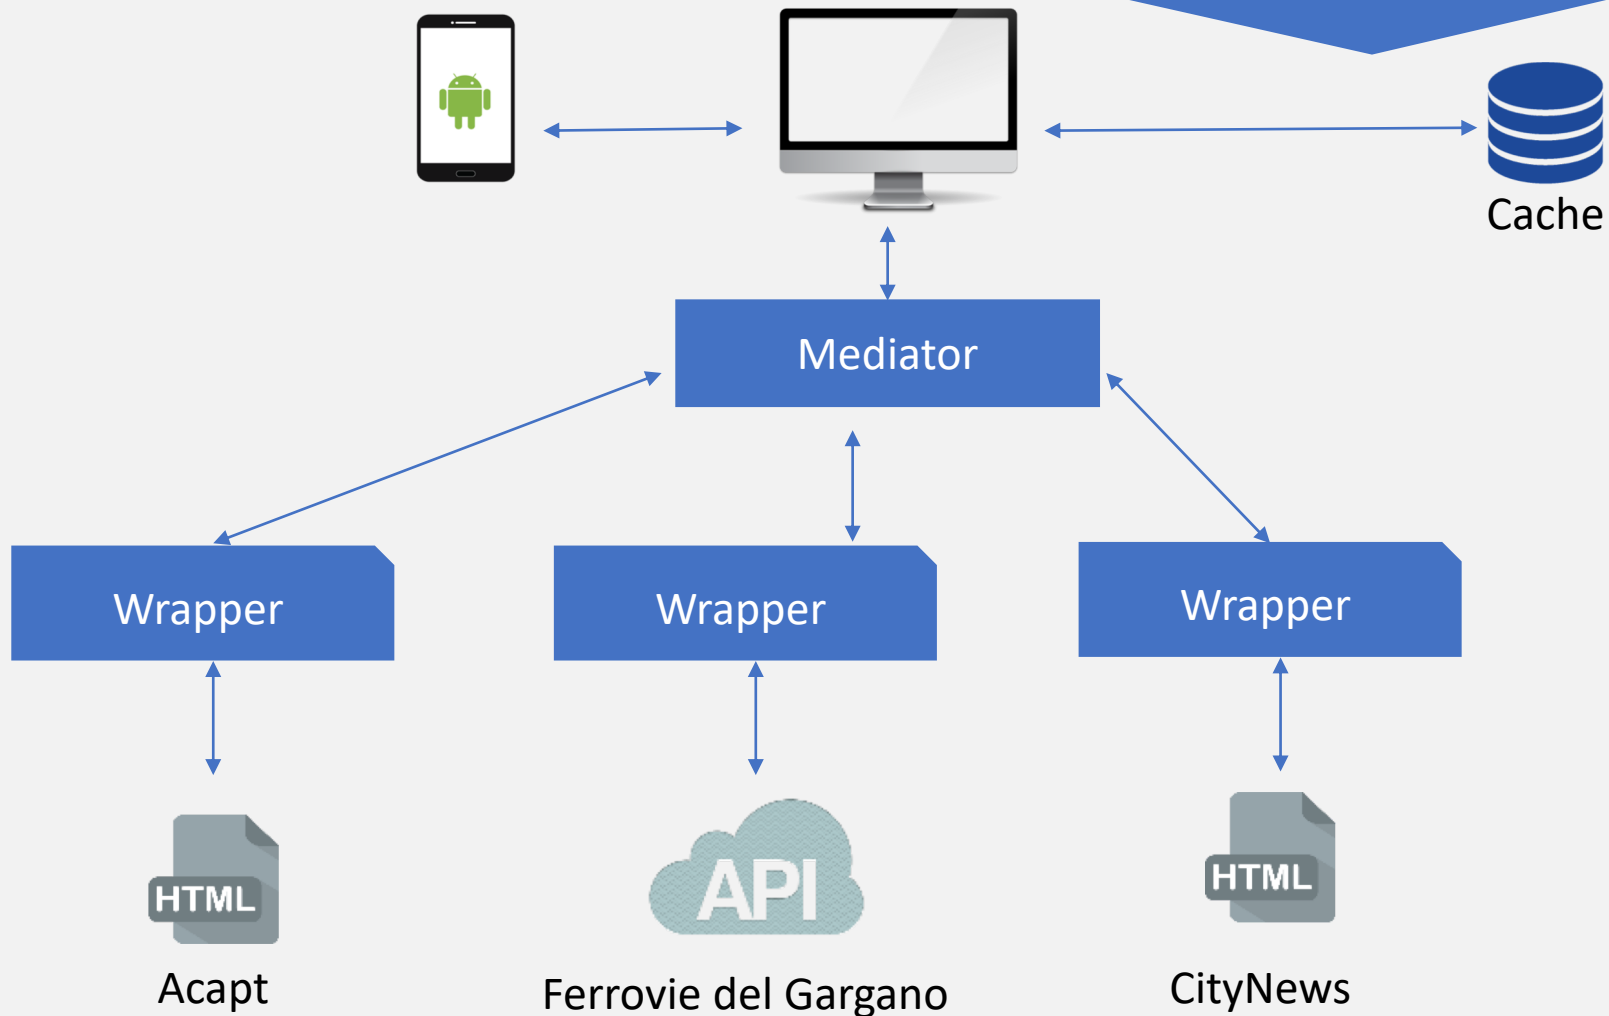 Cache
Mediator
Wrapper
Wrapper
Wrapper
HTML
API
HTML
Acapt
Ferrovie del Gargano
CityNews